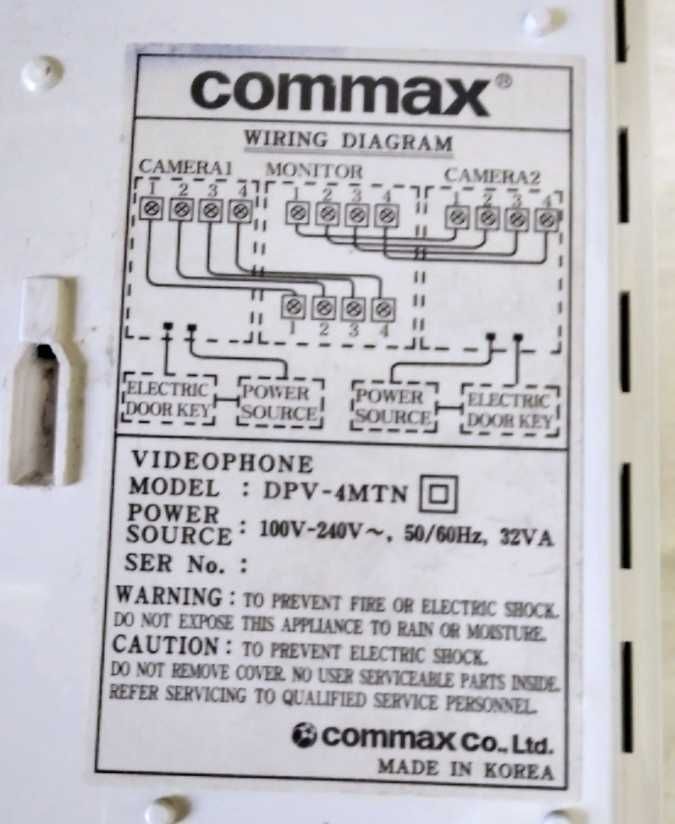 commax®
WIRING DIAGRAM
CAMERA1 MONITOR CAMERA2
1 2 3 4 1 2 3 4 1 2 3 4
1 2 3 4
ELECTRIC DOOR KEY
POWER SOURCE
POWER SOURCE
ELECTRIC DOOR KEY
VIDEOPHONE
MODEL : DPV-4MTN
POWER SOURCE : 100V-240V~, 50/60Hz, 32VA
SER No. :
WARNING : TO PREVENT FIRE OR ELECTRIC SHOCK.
DO NOT EXPOSE THIS APPLIANCE TO RAIN OR MOISTURE.
CAUTION : TO PREVENT ELECTRIC SHOCK.
DO NOT REMOVE COVER. NO USER SERVICEABLE PARTS INSIDE.
REFER SERVICING TO QUALIFIED SERVICE PERSONNEL.
commax Co., Ltd.
MADE IN KOREA